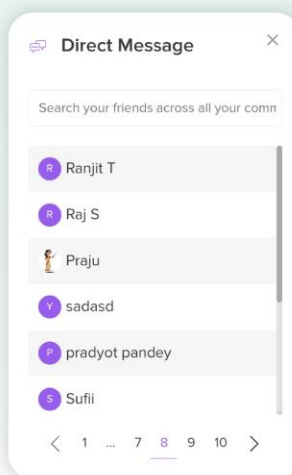 Direct Message
Search your friends across all your comm
R Ranjit T
R Raj S
Praju
Y sadasd
P pradyot pandey
S Sufii
1 ... 7 8 9 10